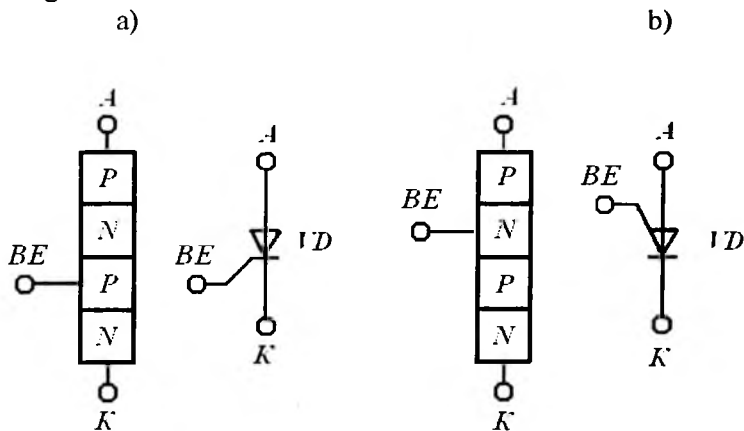 a) b)
A A
A A
P P
BE
BE N N
VD VD
BE BE P P
N N
K K
K K